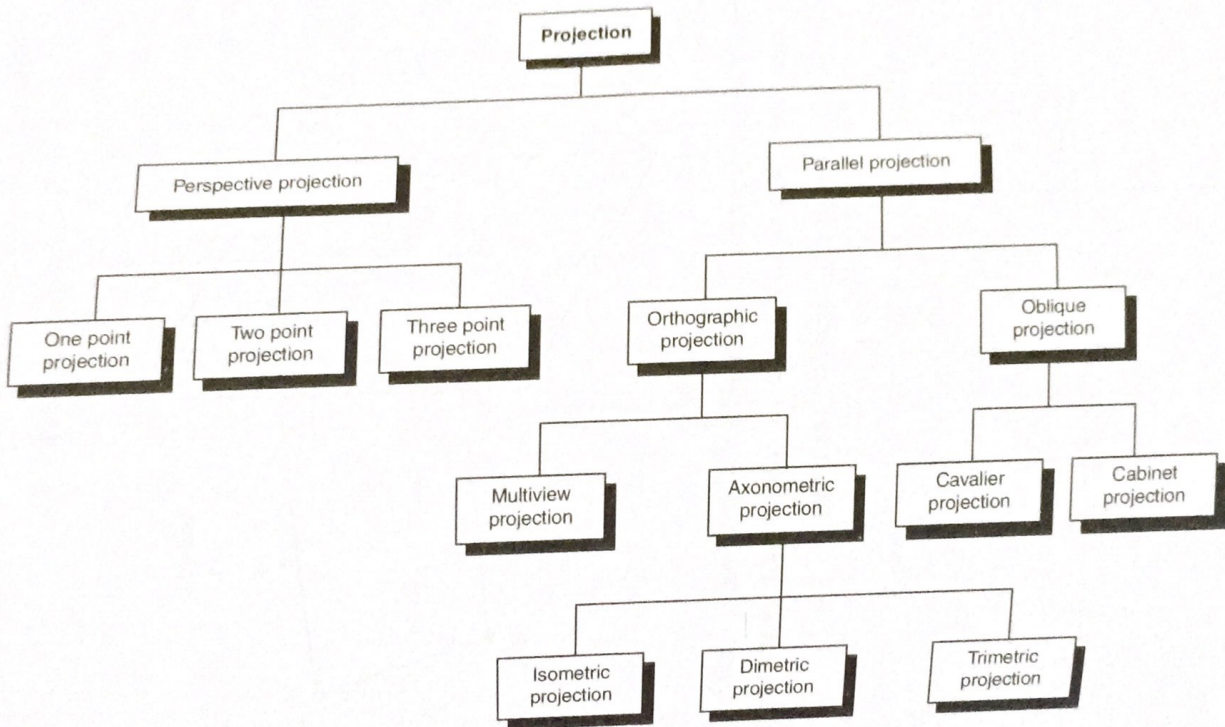 Projection
Perspective projection
Parallel projection
One point
projection
Two point
projection
Three point
projection
Orthographic
projection
Oblique
projection
Multiview
projection
Axonometric
projection
Cavalier
projection
Cabinet
projection
Isometric
projection
Dimetric
projection
Trimetric
projection